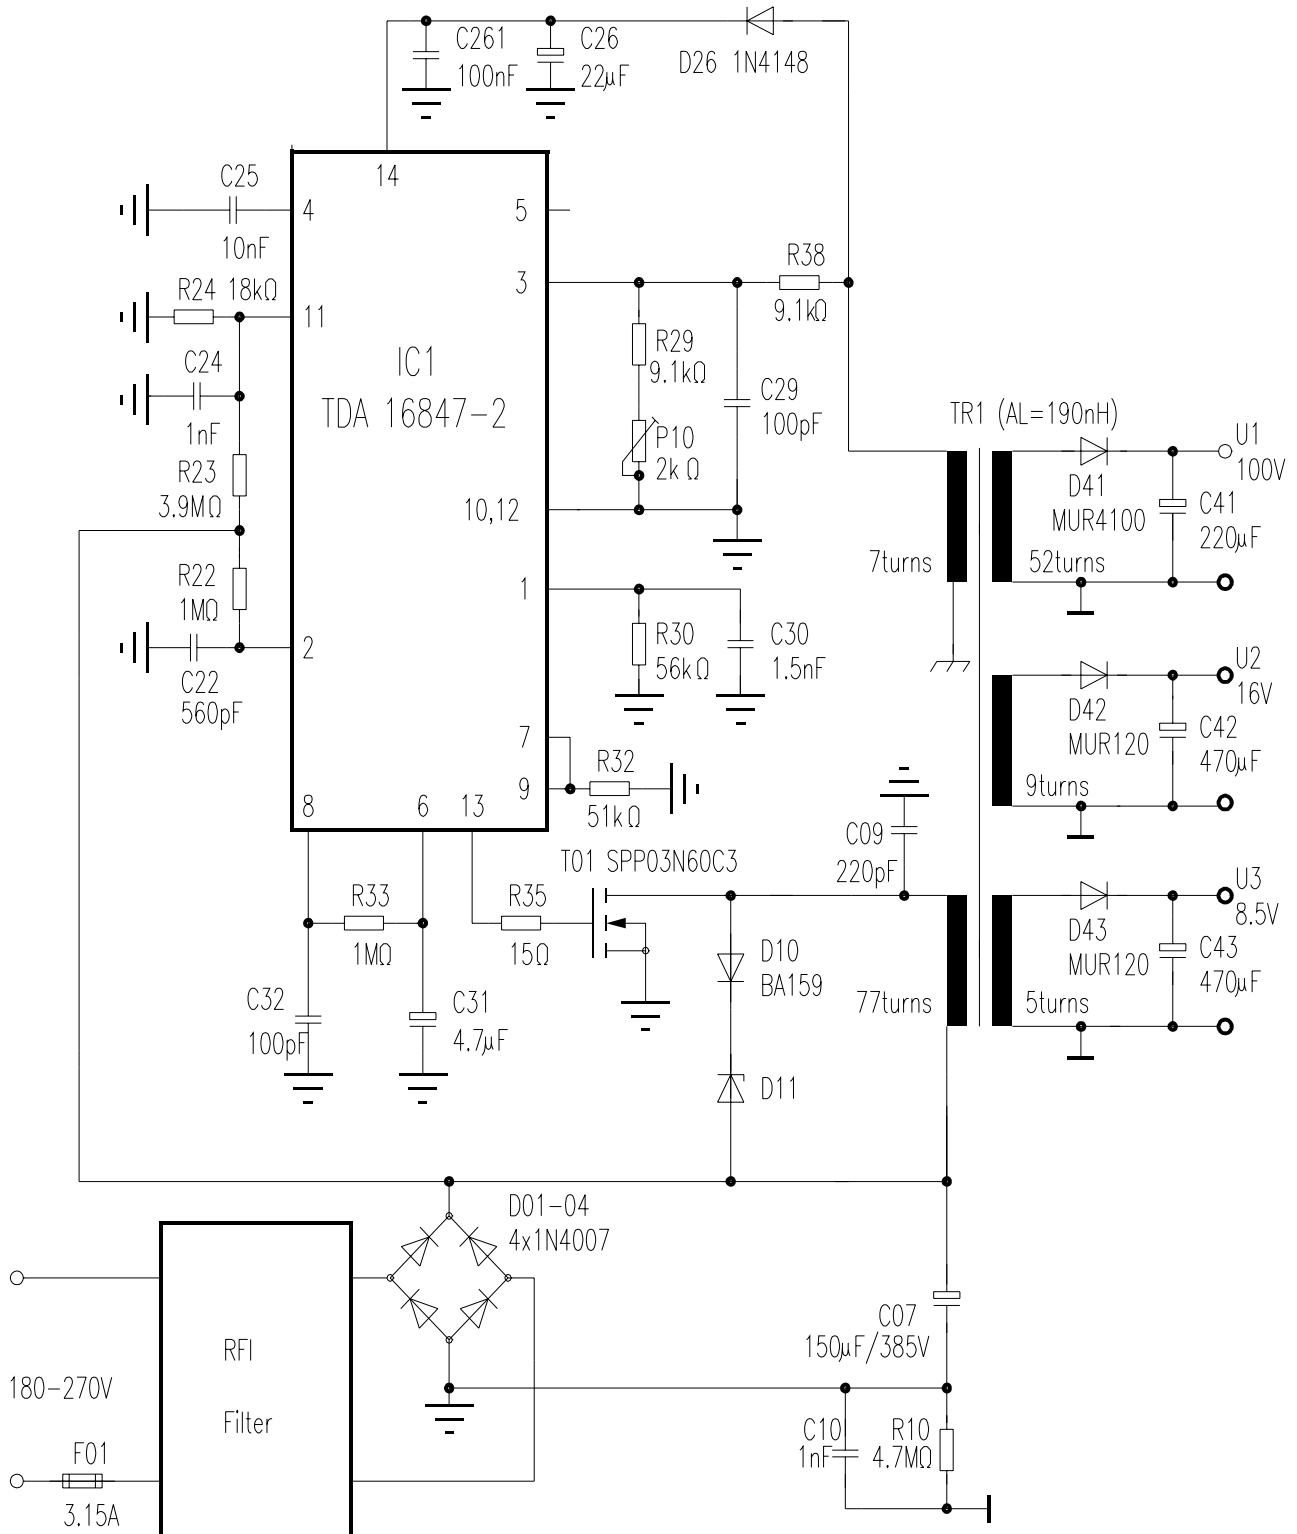 C261
100nF
C26
22µF
D26 1N4148
14
C25
4
10nF
5
R38
3
9.1kΩ
R24 18kΩ
11
R29
9.1kΩ
C24
1nF
IC1
TDA 16847-2
C29
100pF
P10
2kΩ
TR1 (AL=190nH)
U1
100V
D41
MUR4100
C41
220µF
R23
3.9MΩ
10,12
7turns
52turns
R22
1MΩ
1
R30
56kΩ
C30
1.5nF
2
C22
560pF
U2
16V
D42
MUR120
C42
470µF
7
9
R32
51kΩ
9turns
8
6
13
C09
220pF
T01 SPP03N60C3
U3
8.5V
R33
1MΩ
R35
15Ω
D43
MUR120
C43
470µF
D10
BA159
77turns
5turns
C32
100pF
C31
4.7µF
D11
D01-04
4x1N4007
C07
150µF/385V
RFI
Filter
180-270V
F01
3.15A
C10
1nF
R10
4.7MΩ